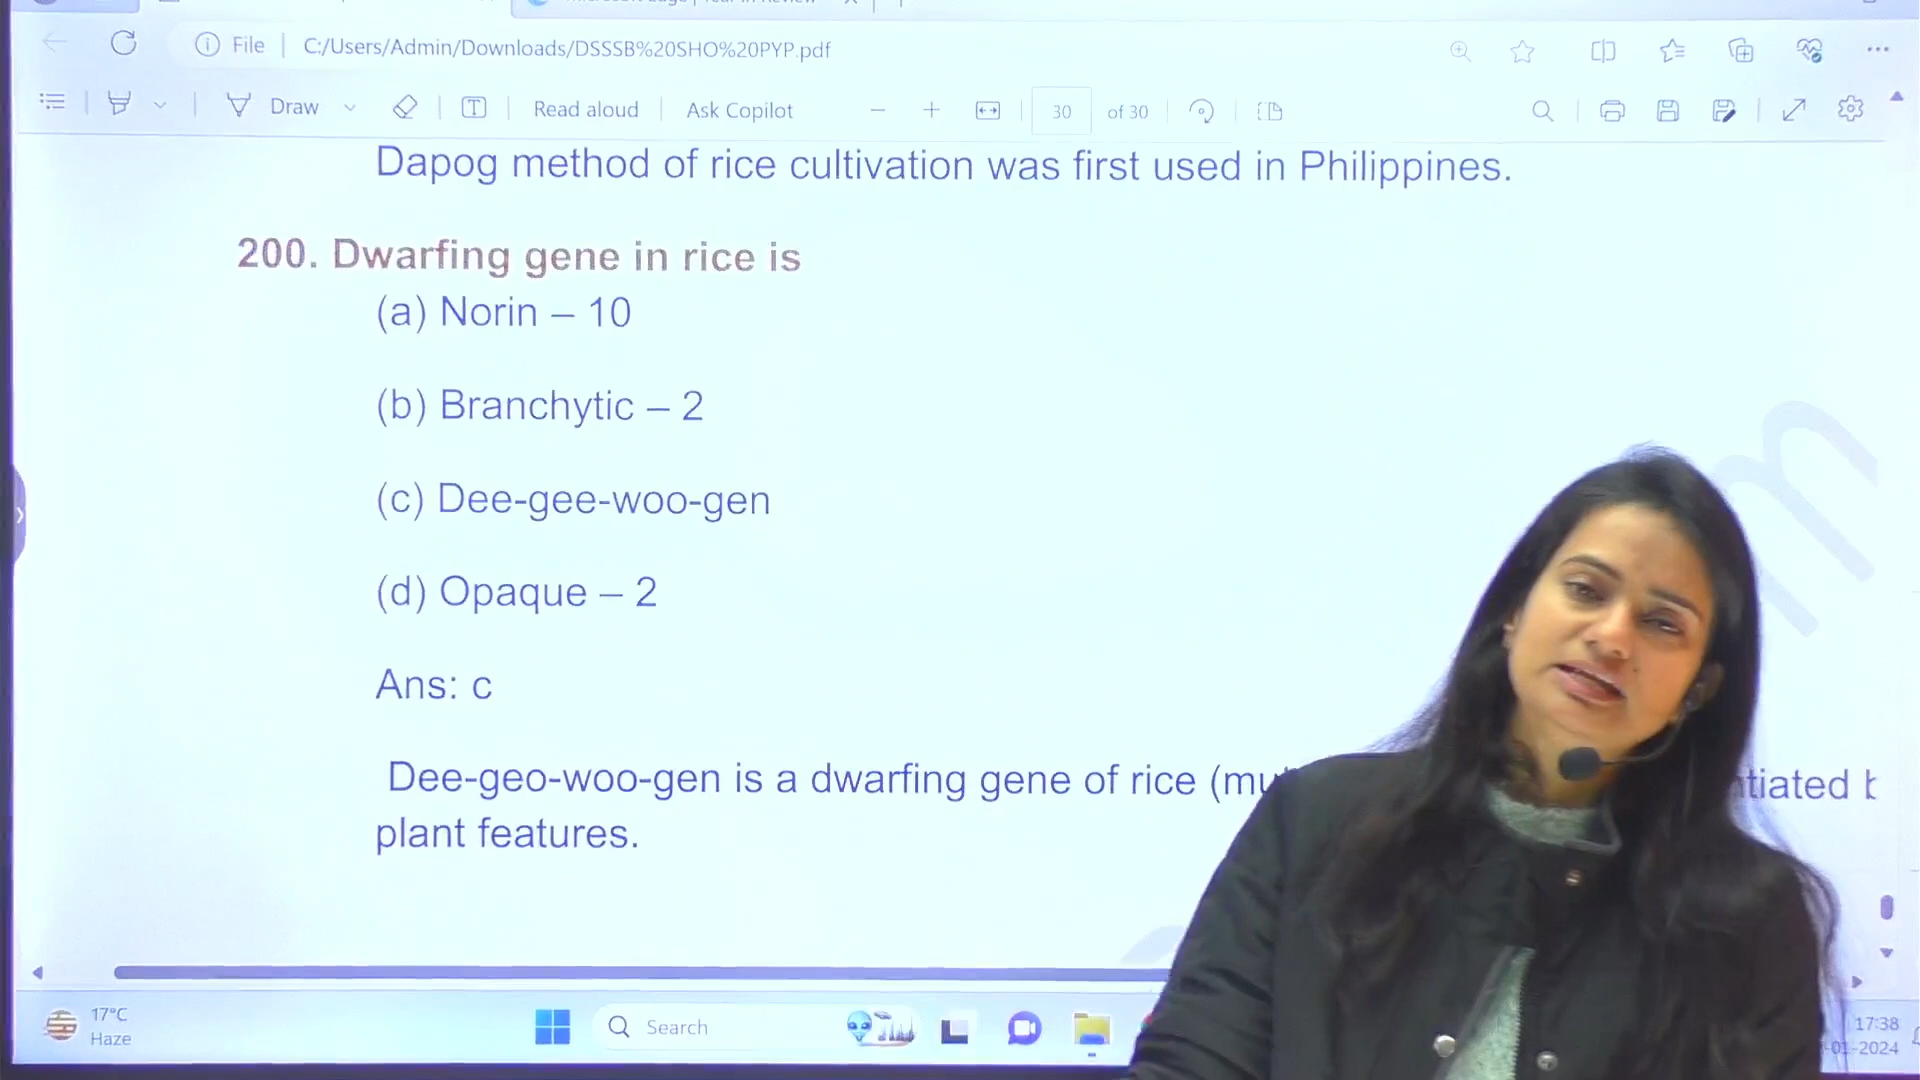 File C:/Users/Admin/Downloads/DSSSB%20SHO%20PYP.pdf
Draw Read aloud Ask Copilot 30 of 30
Dapog method of rice cultivation was first used in Philippines.
200. Dwarfing gene in rice is
(a) Norin – 10
(b) Branchytic – 2
(c) Dee-gee-woo-gen
(d) Opaque – 2
Ans: c
Dee-geo-woo-gen is a dwarfing gene of rice
plant features.
17°C
Haze
Search
17:38